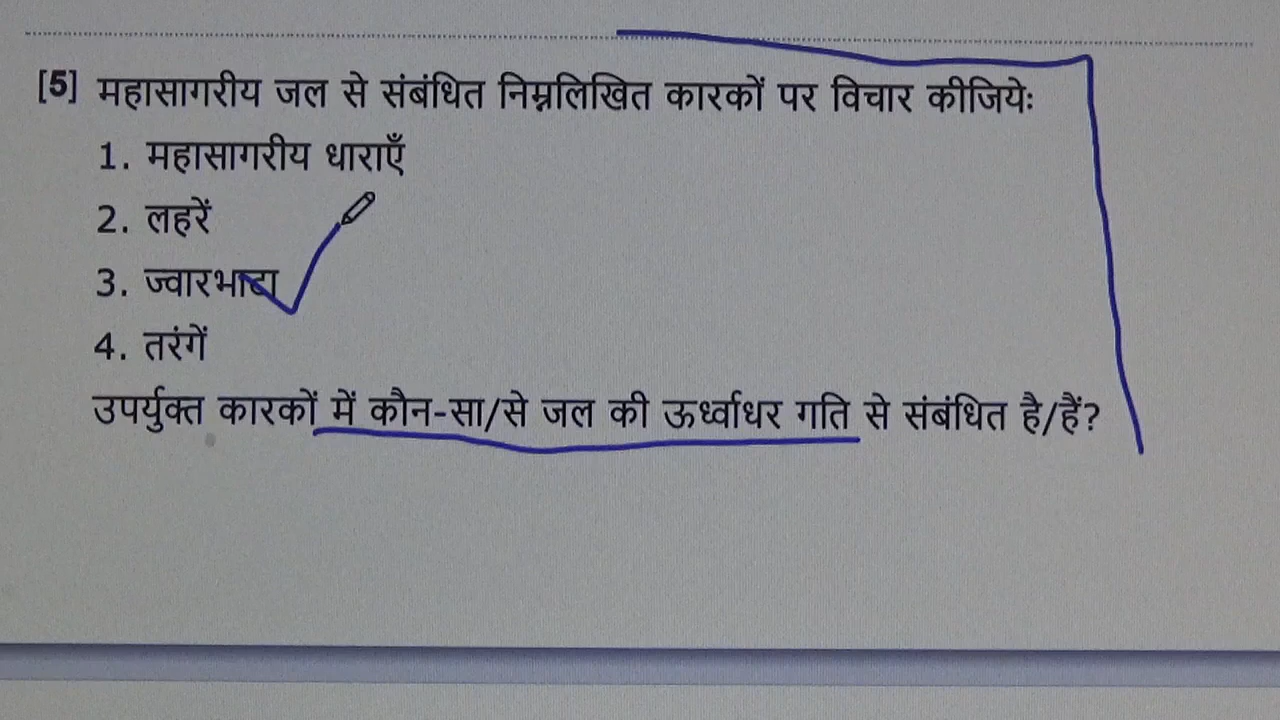 [5] महासागरीय जल से संबंधित निम्नलिखित कारकों पर विचार कीजियेः
1. महासागरीय धाराएँ
2. लहरें
3. ज्वारभाटा
4. तरंगें
उपर्युक्त कारकों में कौन-सा/से जल की ऊर्ध्वाधर गति से संबंधित है/हैं?